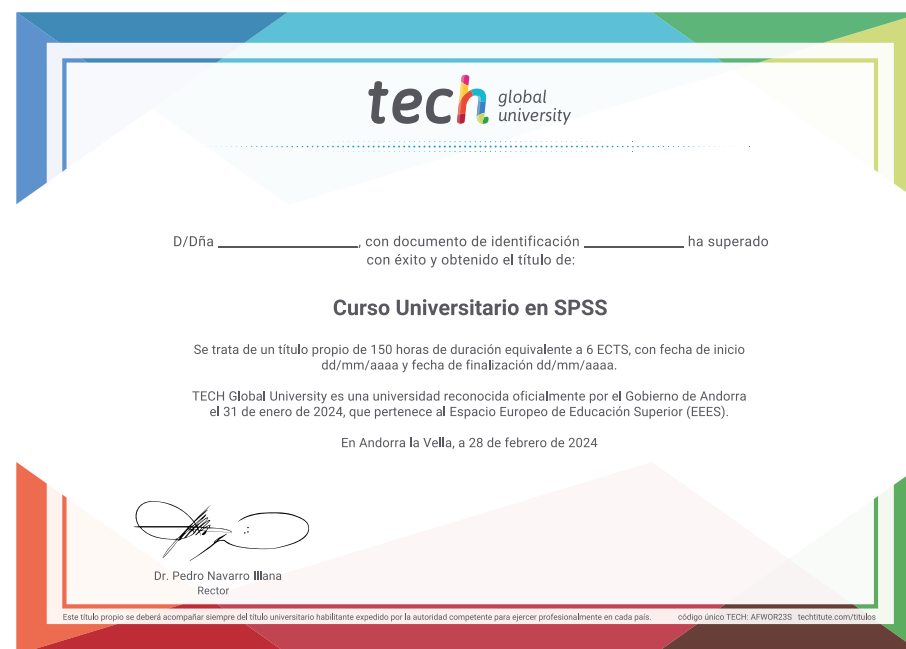 tech global university
D/Dña ____________________, con documento de identificación ______________ ha superado
con éxito y obtenido el título de:
Curso Universitario en SPSS
Se trata de un título propio de 150 horas de duración equivalente a 6 ECTS, con fecha de inicio
dd/mm/aaaa y fecha de finalización dd/mm/aaaa.
TECH Global University es una universidad reconocida oficialmente por el Gobierno de Andorra
el 31 de enero de 2024, que pertenece al Espacio Europeo de Educación Superior (EEES).
En Andorra la Vella, a 28 de febrero de 2024
Dr. Pedro Navarro Illana
Rector
Este título propio se deberá acompañar siempre del título universitario habilitante expedido por la autoridad competente para ejercer profesionalmente en cada país. código único TECH: AFWOR23S techtitute.com/titulos